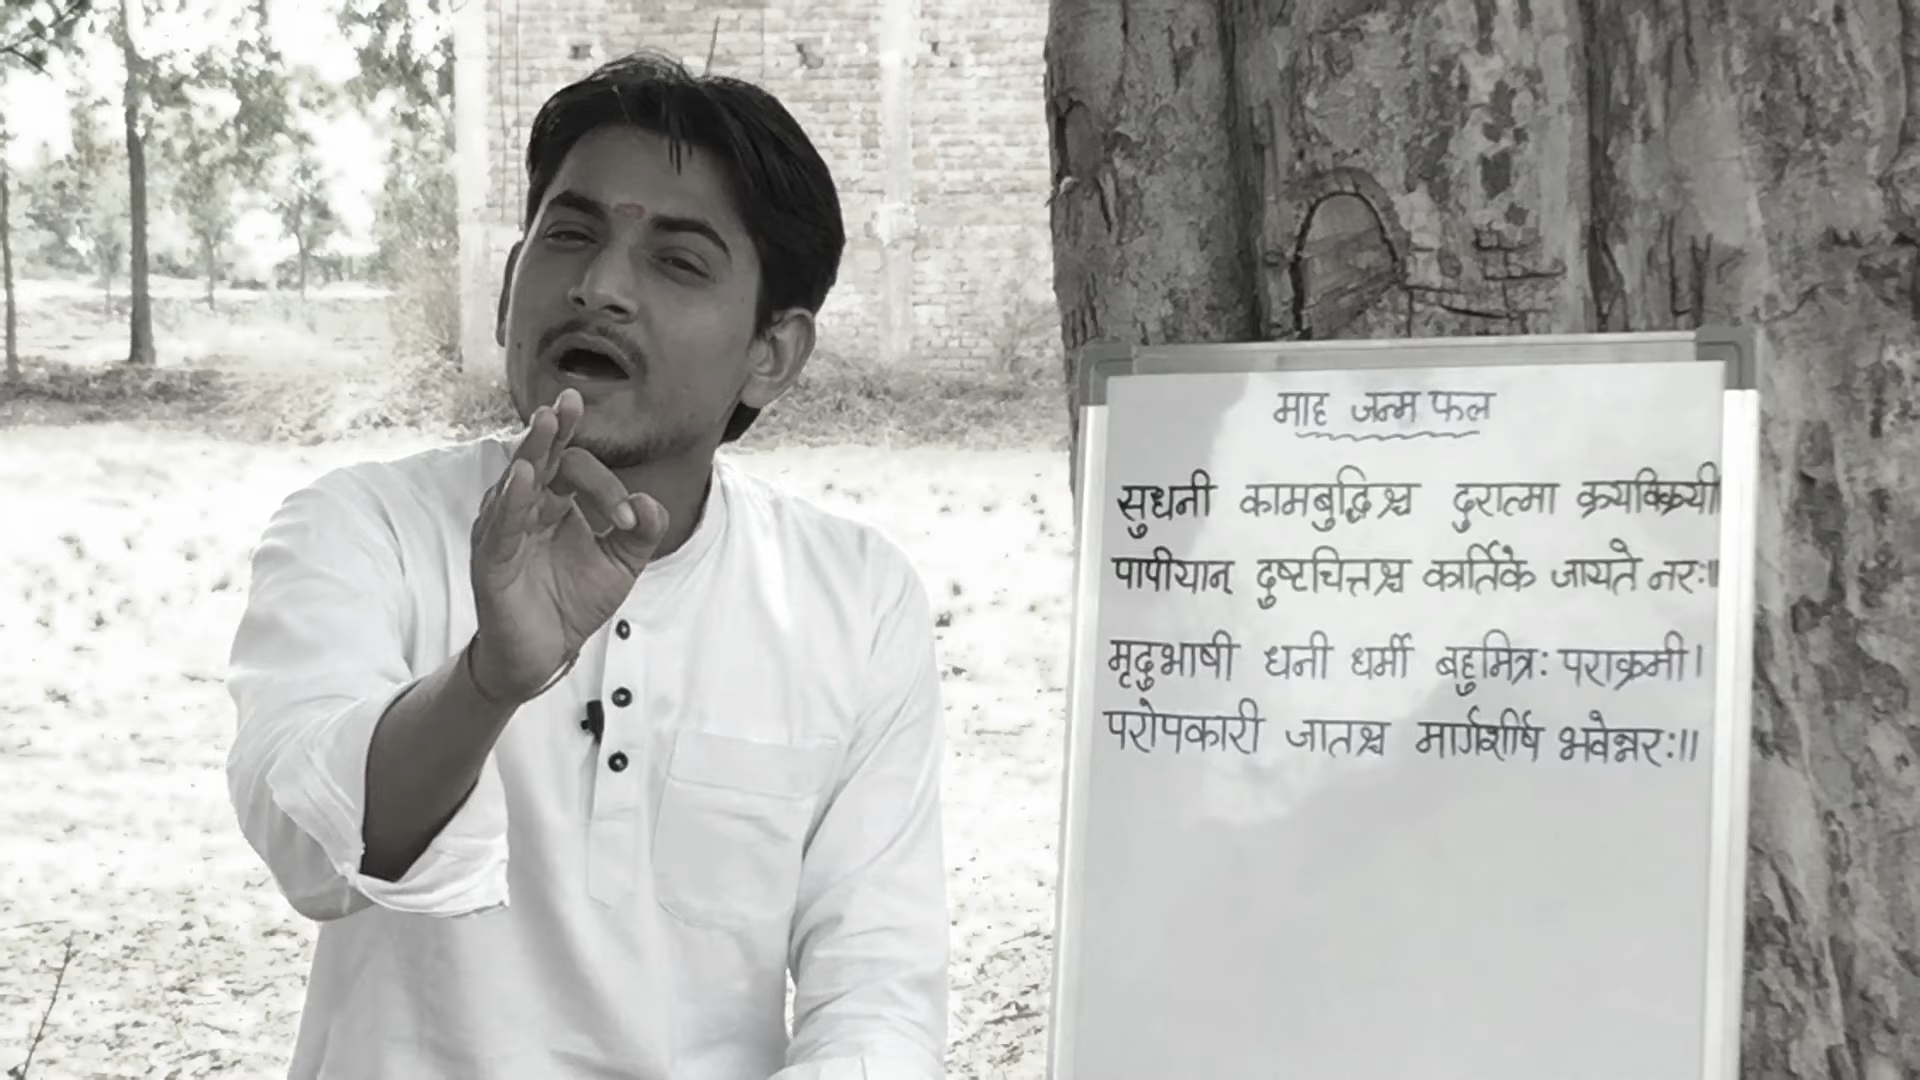 माह जन्म फल
सुधनी कामबुद्धिश्च दुरात्मा क्रयविक्रयी
पापीयान् दुष्टचित्तश्च कार्तिके जायते नरः॥
मृदुभाषी धनी धर्मी बहुमित्रः पराक्रमी।
परोपकारी जातश्च मार्गशीर्षे भवेन्नरः॥